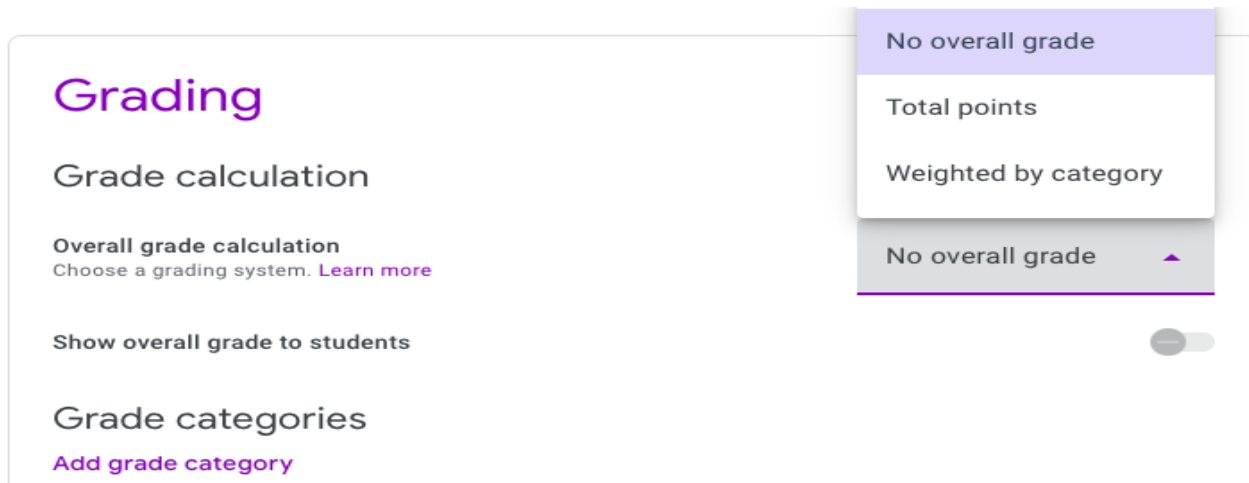 No overall grade
Grading
Total points
Grade calculation
Weighted by category
Overall grade calculation
Choose a grading system. Learn more
No overall grade
Show overall grade to students
Grade categories
Add grade category